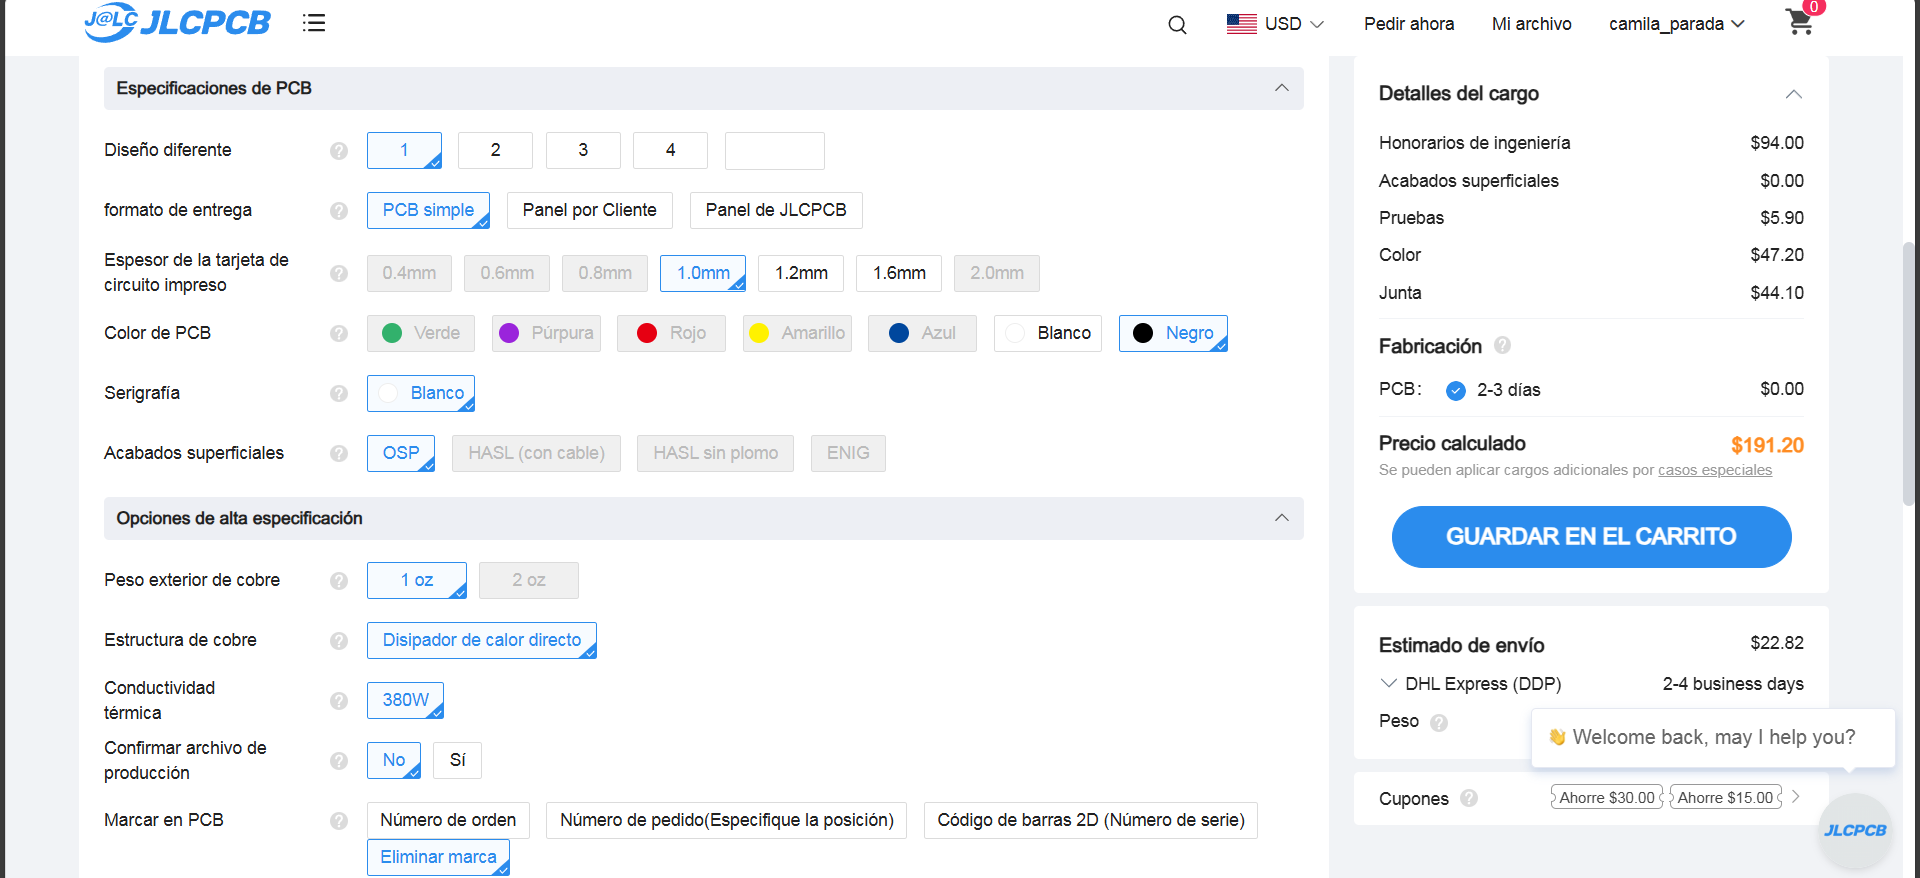 J@LC JLCPCB
USD
Pedir ahora
Mi archivo
camila_parada
0
Especificaciones de PCB
Diseño diferente ? 1 2 3 4
formato de entrega ? PCB simple Panel por Cliente Panel de JLCPCB
Espesor de la tarjeta de
circuito impreso ? 0.4mm 0.6mm 0.8mm 1.0mm 1.2mm 1.6mm 2.0mm
Color de PCB ? Verde Púrpura Rojo Amarillo Azul Blanco Negro
Serigrafía ? Blanco
Acabados superficiales ? OSP HASL (con cable) HASL sin plomo ENIG
Opciones de alta especificación
Peso exterior de cobre ? 1 oz 2 oz
Estructura de cobre ? Disipador de calor directo
Conductividad
térmica ? 380W
Confirmar archivo de
producción ? No Sí
Marcar en PCB ? Número de orden Número de pedido(Especifique la posición) Código de barras 2D (Número de serie)
Eliminar marca
Detalles del cargo
Honorarios de ingeniería $94.00
Acabados superficiales $0.00
Pruebas $5.90
Color $47.20
Junta $44.10
Fabricación ?
PCB: 2-3 días $0.00
Precio calculado $191.20
Se pueden aplicar cargos adicionales por casos especiales
GUARDAR EN EL CARRITO
Estimado de envío $22.82
DHL Express (DDP) 2-4 business days
Peso ?
👋 Welcome back, may I help you?
Cupones ? Ahorre $30.00 Ahorre $15.00
JLCPCB